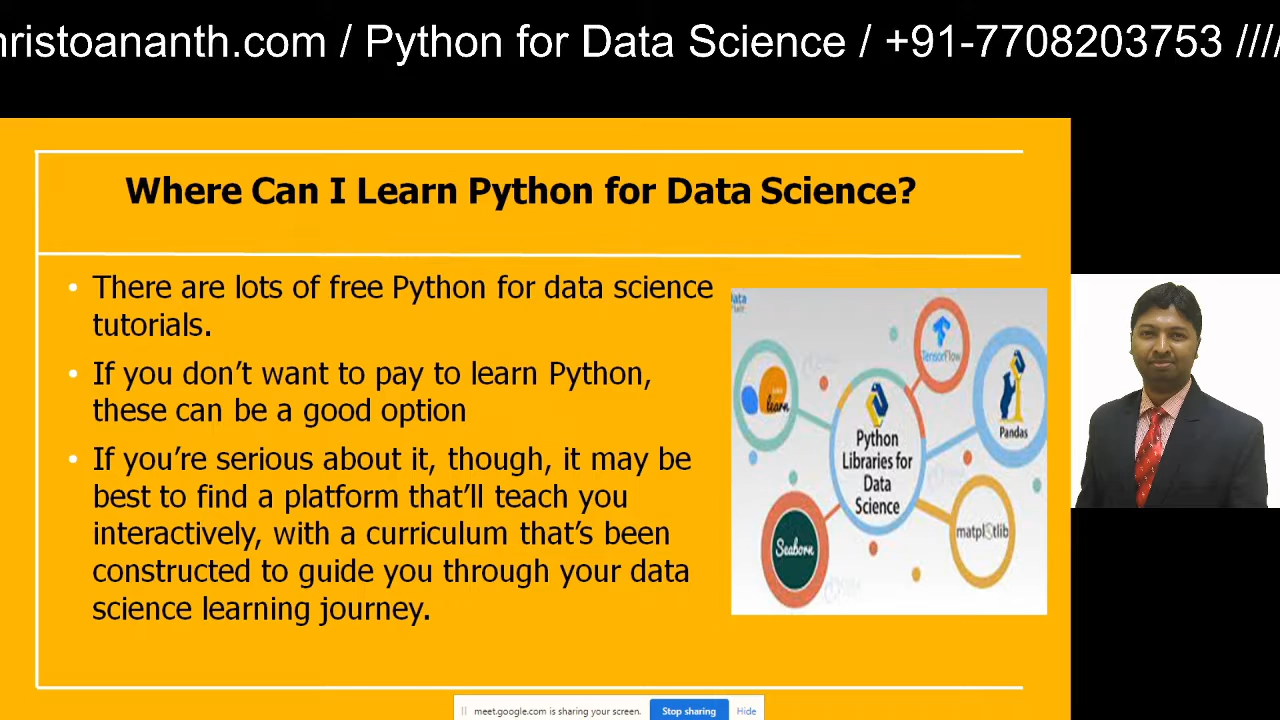 hristoananth.com / Python for Data Science / +91-7708203753 ////
Where Can I Learn Python for Data Science?
• There are lots of free Python for data science
tutorials.
• If you don't want to pay to learn Python,
these can be a good option
• If you're serious about it, though, it may be
best to find a platform that'll teach you
interactively, with a curriculum that's been
constructed to guide you through your data
science learning journey.
TensorFlow
learn
Pandas
Python
Libraries for
Data
Science
matplotlib
Seaborn
meet.google.com is sharing your screen.
Stop sharing
Hide